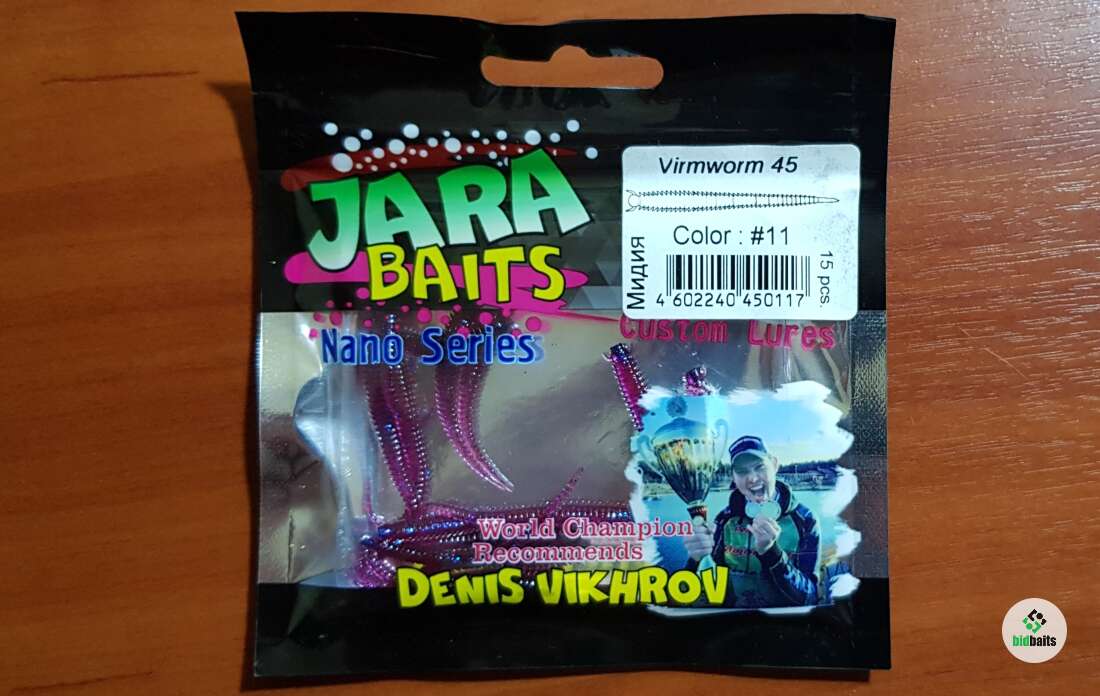 JARA
BAITS
Nano Series
Virmworm 45
Color : #11
Мидия
15 pcs.
4 602240 450117
Custom Lures
World Champion
Recommends
DENIS VIKHROV
bidbaits